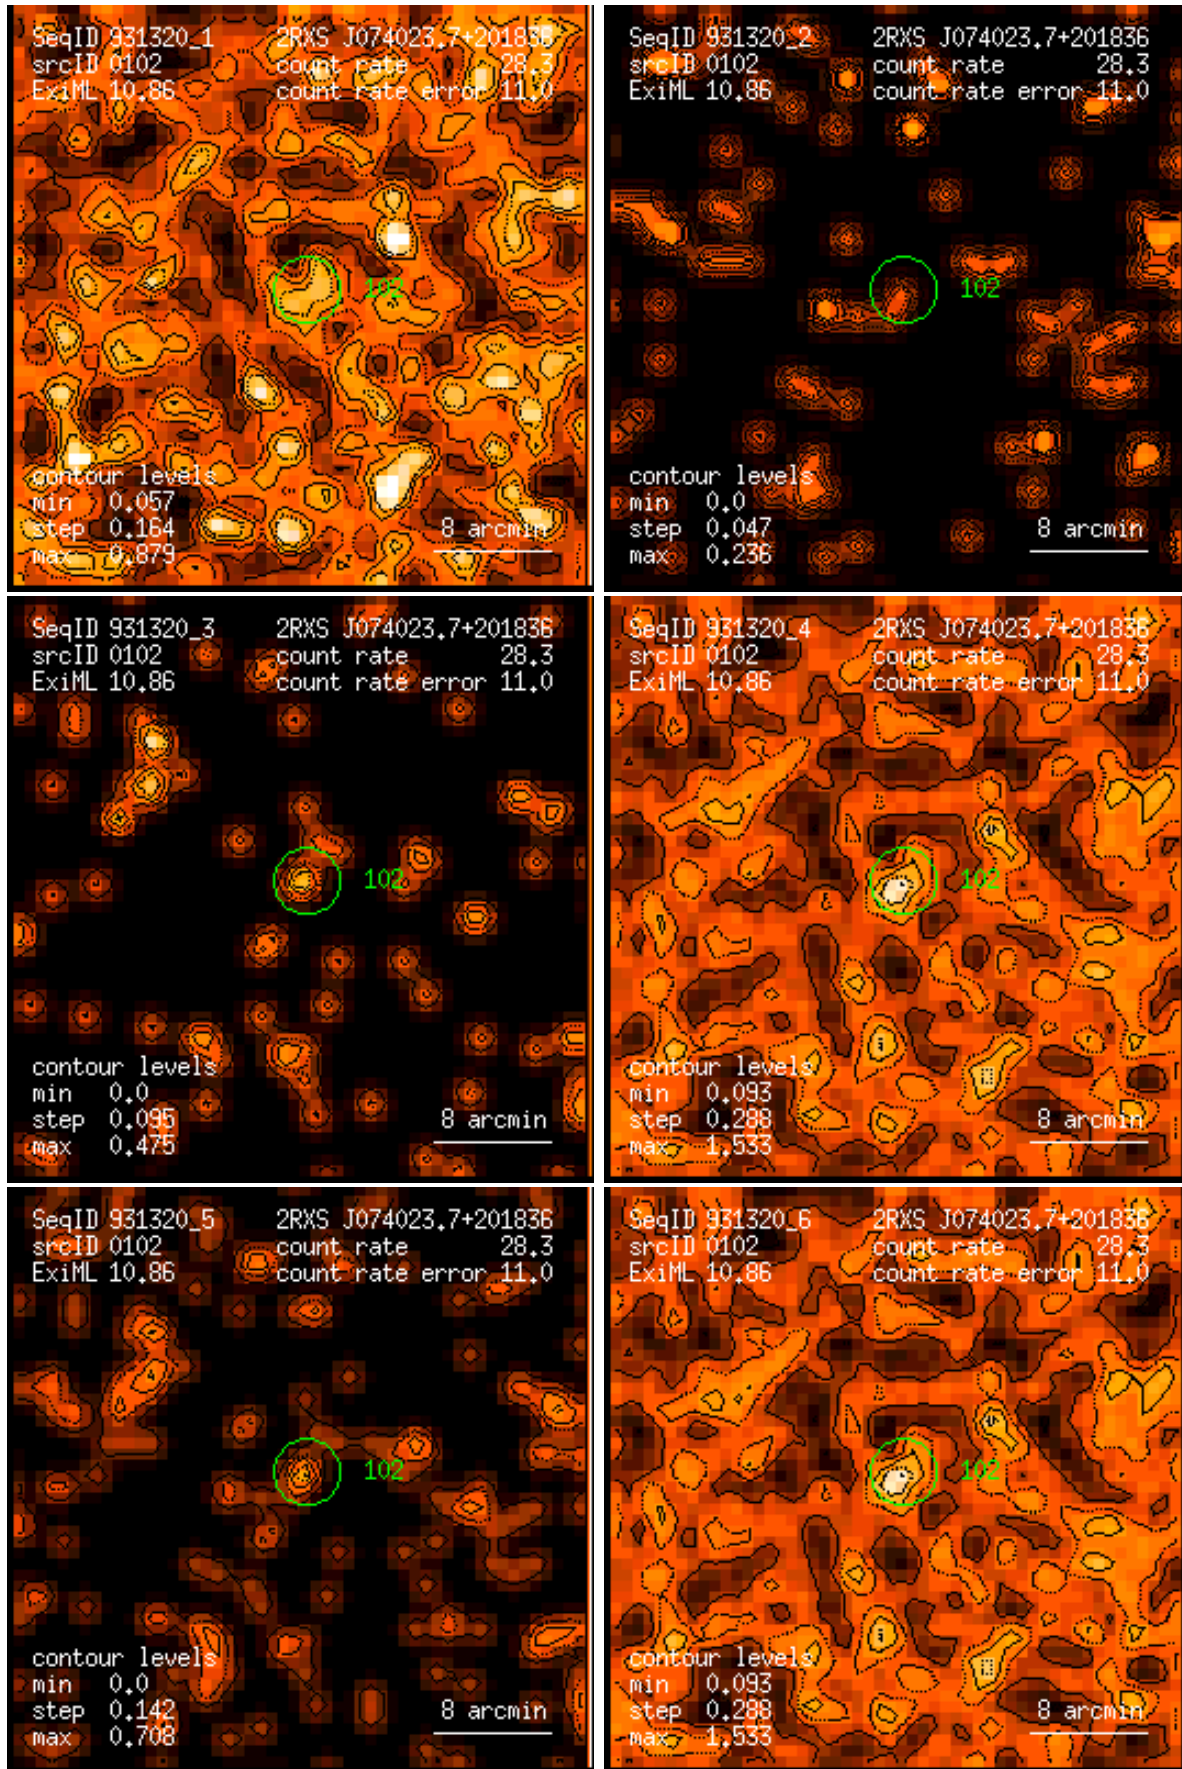 SeqID 931320_1 2RXS J074023.7+201836
srcID 0102 count rate 28.3
ExiML 10.86 count rate error 11.0
102
contour levels
min 0.057
step 0.164 8 arcmin
max 0.879
SeqID 931320_2 2RXS J074023.7+201836
srcID 0102 count rate 28.3
ExiML 10.86 count rate error 11.0
102
contour levels
min 0.0
step 0.047 8 arcmin
max 0.236
SeqID 931320_3 2RXS J074023.7+201836
srcID 0102 count rate 28.3
ExiML 10.86 count rate error 11.0
102
contour levels
min 0.0
step 0.095 8 arcmin
max 0.475
SeqID 931320_4 2RXS J074023.7+201836
srcID 0102 count rate 28.3
ExiML 10.86 count rate error 11.0
102
contour levels
min 0.093
step 0.288 8 arcmin
max 1.533
SeqID 931320_5 2RXS J074023.7+201836
srcID 0102 count rate 28.3
ExiML 10.86 count rate error 11.0
102
contour levels
min 0.0
step 0.142 8 arcmin
max 0.708
SeqID 931320_6 2RXS J074023.7+201836
srcID 0102 count rate 28.3
ExiML 10.86 count rate error 11.0
102
contour levels
min 0.093
step 0.288 8 arcmin
max 1.533